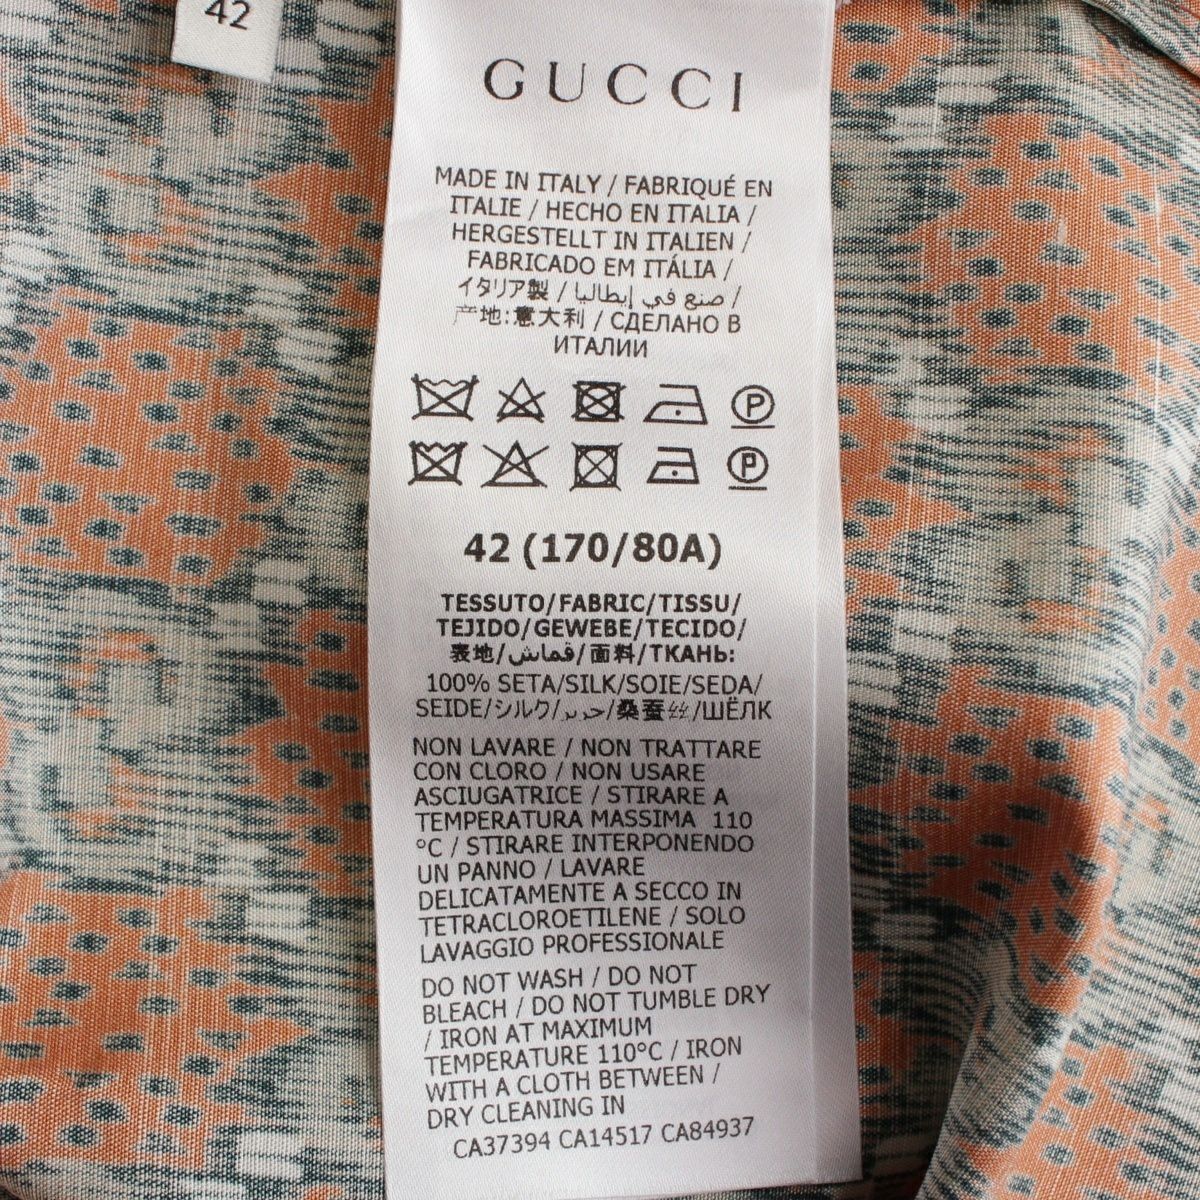 42
GUCCI
MADE IN ITALY / FABRIQUÉ EN
ITALIE / HECHO EN ITALIA /
HERGESTELLT IN ITALIEN /
FABRICADO EM ITÁLIA /
イタリア製 / صنع في إيطاليا /
产地:意大利 / СДЕЛАНО В
ИТАЛИИ
P
P
42 (170/80A)
TESSUTO/FABRIC/TISSU/
TEJIDO/GEWEBE/TECIDO/
表地/قماش/面料/ТКАНЬ:
100% SETA/SILK/SOIE/SEDA/
SEIDE/シルク/حرير/桑蚕丝/ШЁЛК
NON LAVARE / NON TRATTARE
CON CLORO / NON USARE
ASCIUGATRICE / STIRARE A
TEMPERATURA MASSIMA 110
°C / STIRARE INTERPONENDO
UN PANNO / LAVARE
DELICATAMENTE A SECCO IN
TETRACLOROETILENE / SOLO
LAVAGGIO PROFESSIONALE
DO NOT WASH / DO NOT
BLEACH / DO NOT TUMBLE DRY
/ IRON AT MAXIMUM
TEMPERATURE 110°C / IRON
WITH A CLOTH BETWEEN /
DRY CLEANING IN
CA37394 CA14517 CA84937